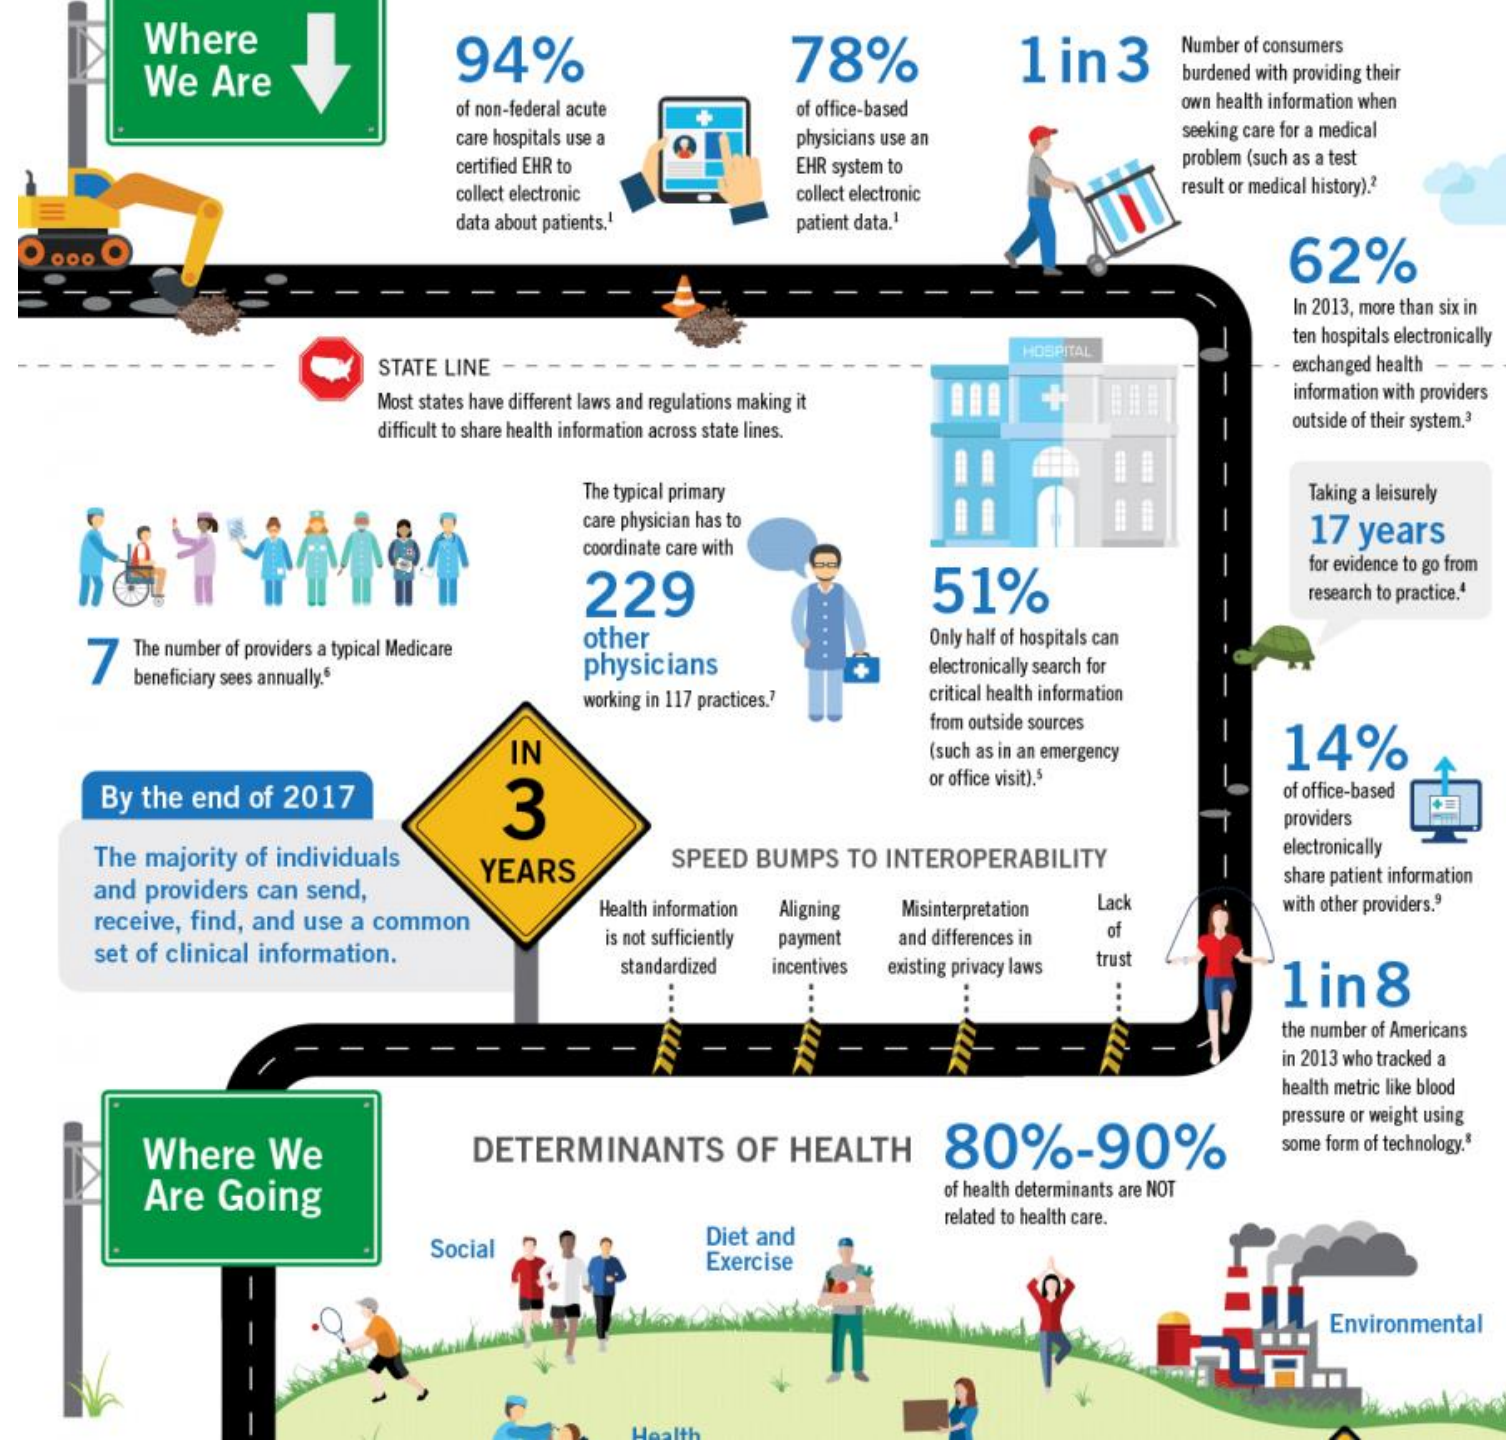 Where
We Are
94%
of non-federal acute
care hospitals use a
certified EHR to
collect electronic
data about patients.1
78%
of office-based
physicians use an
EHR system to
collect electronic
patient data.1
1 in 3
Number of consumers
burdened with providing their
own health information when
seeking care for a medical
problem (such as a test
result or medical history).2
62%
In 2013, more than six in
ten hospitals electronically
exchanged health
information with providers
outside of their system.3
STATE LINE
Most states have different laws and regulations making it
difficult to share health information across state lines.
HOSPITAL
Taking a leisurely
17 years
for evidence to go from
research to practice.4
7
The number of providers a typical Medicare
beneficiary sees annually.6
The typical primary
care physician has to
coordinate care with
229
other
physicians
working in 117 practices.7
51%
Only half of hospitals can
electronically search for
critical health information
from outside sources
(such as in an emergency
or office visit).5
14%
of office-based
providers
electronically
share patient information
with other providers.9
By the end of 2017
The majority of individuals
and providers can send,
receive, find, and use a common
set of clinical information.
IN
3
YEARS
SPEED BUMPS TO INTEROPERABILITY
Health information
is not sufficiently
standardized
Aligning
payment
incentives
Misinterpretation
and differences in
existing privacy laws
Lack
of
trust
1 in 8
the number of Americans
in 2013 who tracked a
health metric like blood
pressure or weight using
some form of technology.8
Where We
Are Going
DETERMINANTS OF HEALTH
80%-90%
of health determinants are NOT
related to health care.
Social
Diet and
Exercise
Environmental
Health